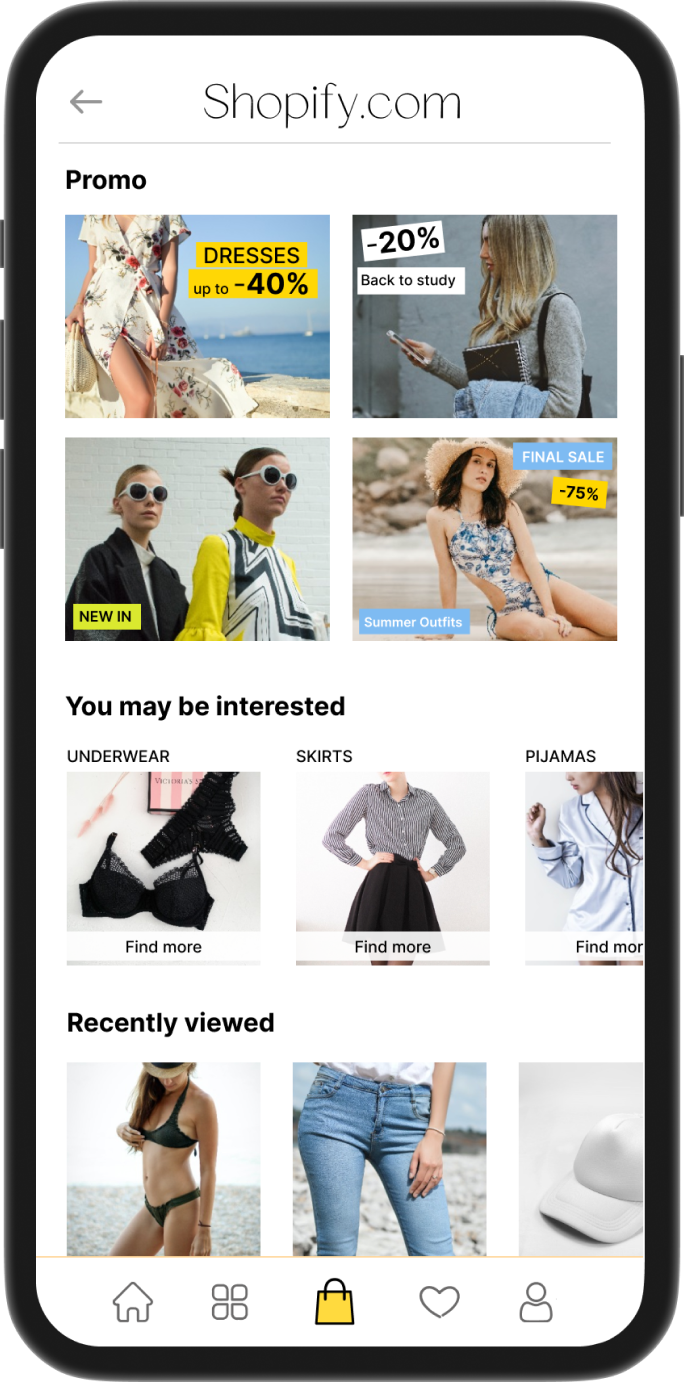 Shopify.com
Promo
DRESSES
up to -40%
-20%
Back to study
NEW IN
FINAL SALE
-75%
Summer Outfits
You may be interested
UNDERWEAR
SKIRTS
PIJAMAS
VICTORIA'S
Find more
Find more
Find mor
Recently viewed